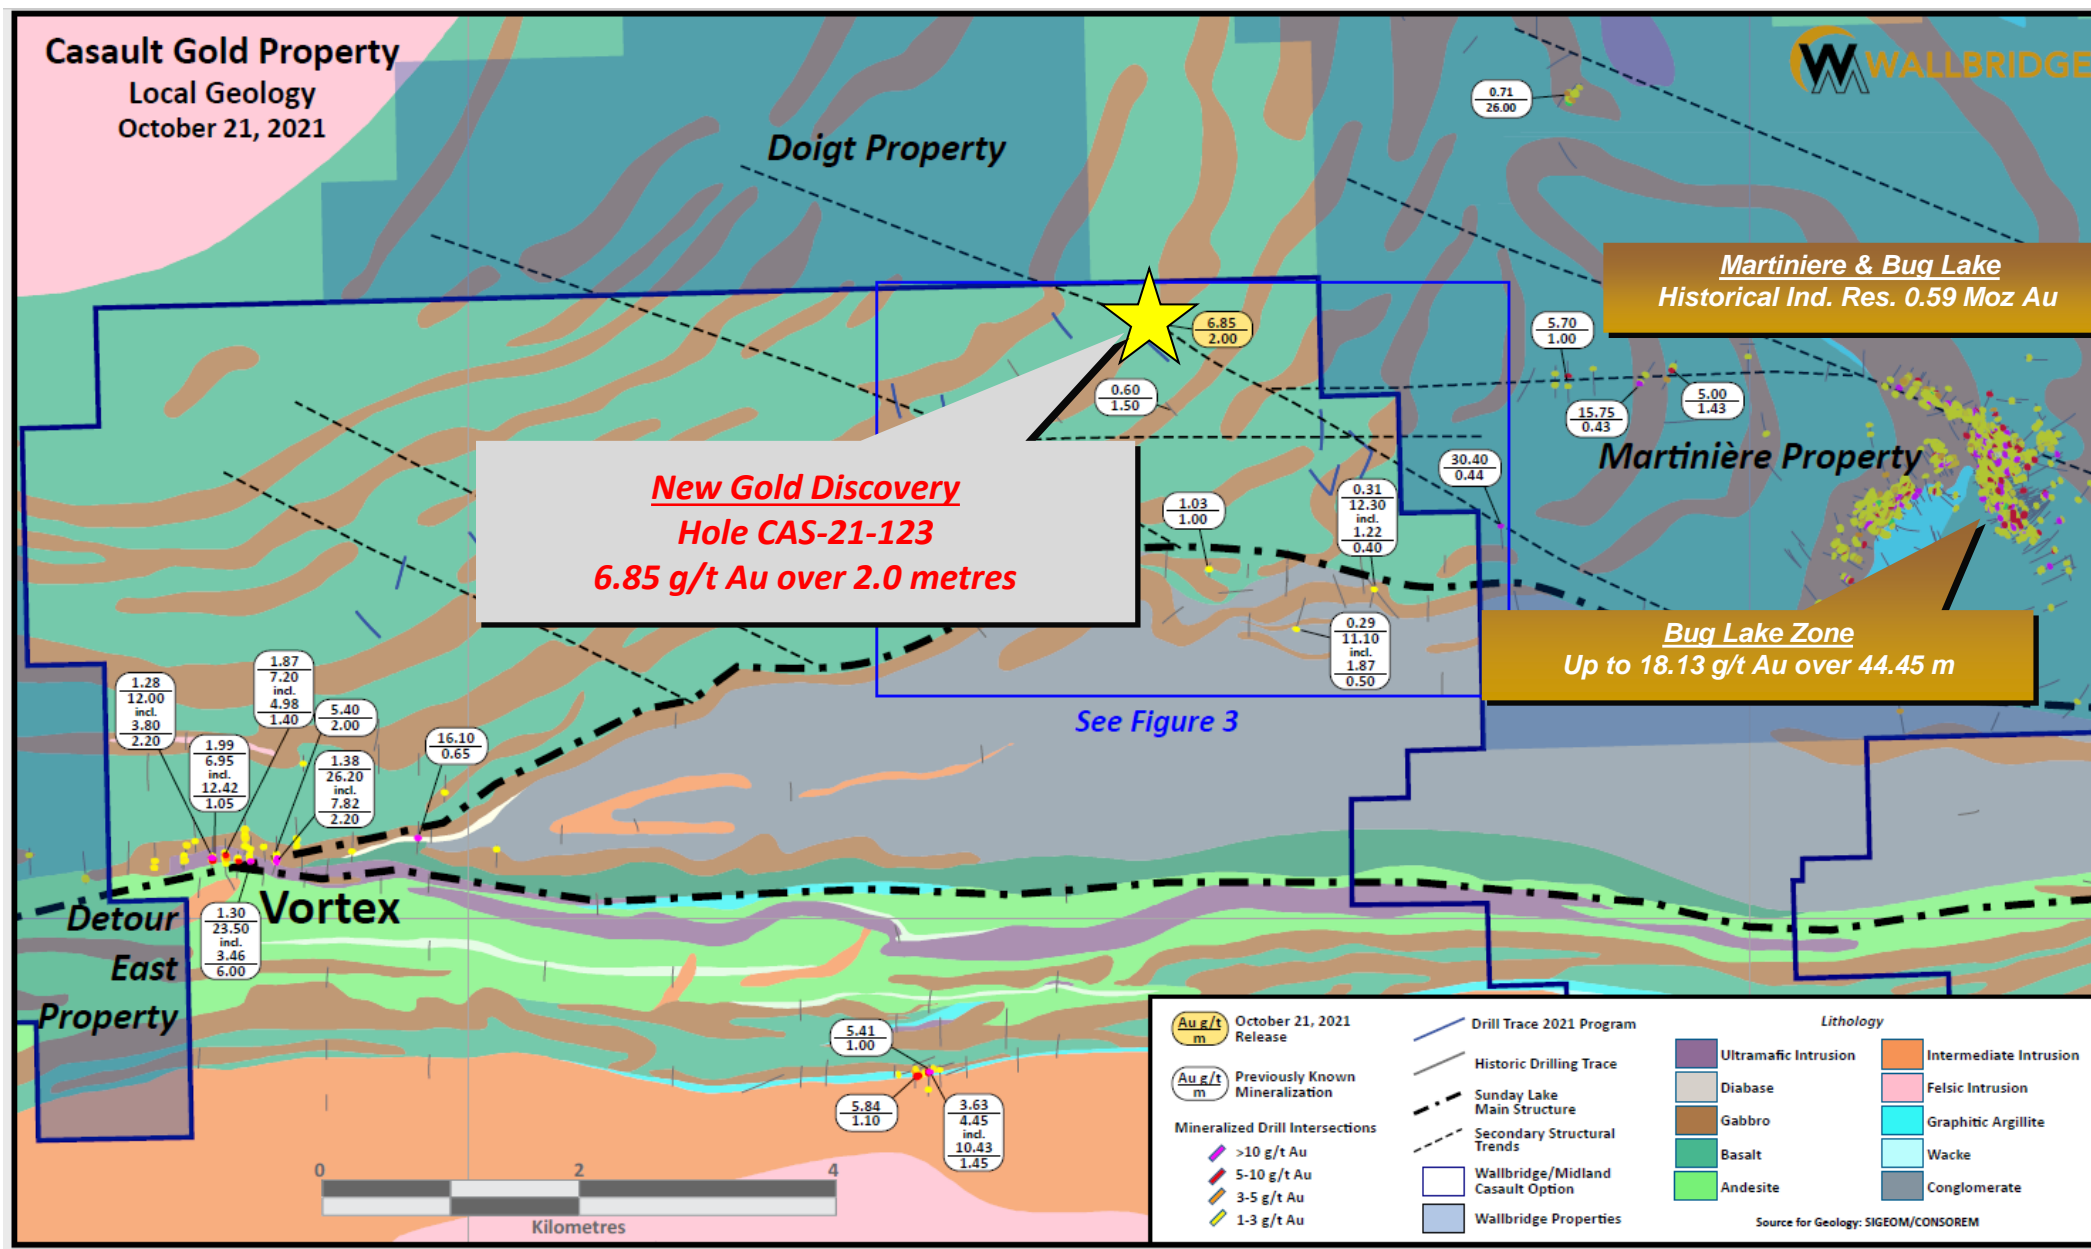 Casault Gold Property
Local Geology
October 21, 2021
WALLBRIDGE
Doigt Property
0.71
26.00
Martiniere & Bug Lake
Historical Ind. Res. 0.59 Moz Au
6.85
2.00
5.70
1.00
0.60
1.50
15.75
0.43
5.00
1.43
Martinière Property
30.40
0.44
New Gold Discovery
Hole CAS-21-123
6.85 g/t Au over 2.0 metres
1.03
1.00
0.31
12.30
incl.
1.22
0.40
0.29
11.10
incl.
1.87
0.50
Bug Lake Zone
Up to 18.13 g/t Au over 44.45 m
See Figure 3
1.28
12.00
incl.
3.80
2.20
1.87
7.20
incl.
4.98
1.40
5.40
2.00
1.99
6.95
incl.
12.42
1.05
1.38
26.20
incl.
7.82
2.20
16.10
0.65
Detour
East
Property
1.30
23.50
incl.
3.46
6.00
Vortex
5.41
1.00
5.84
1.10
3.63
4.45
incl.
10.43
1.45
0 2 4
Kilometres
Au g/t
m
October 21, 2021
Release
Au g/t
m
Previously Known
Mineralization
Mineralized Drill Intersections
>10 g/t Au
5-10 g/t Au
3-5 g/t Au
1-3 g/t Au
Drill Trace 2021 Program
Historic Drilling Trace
Sunday Lake
Main Structure
Secondary Structural
Trends
Wallbridge/Midland
Casault Option
Wallbridge Properties
Lithology
Ultramafic Intrusion
Diabase
Gabbro
Basalt
Andesite
Intermediate Intrusion
Felsic Intrusion
Graphitic Argillite
Wacke
Conglomerate
Source for Geology: SIGEOM/CONSOREM